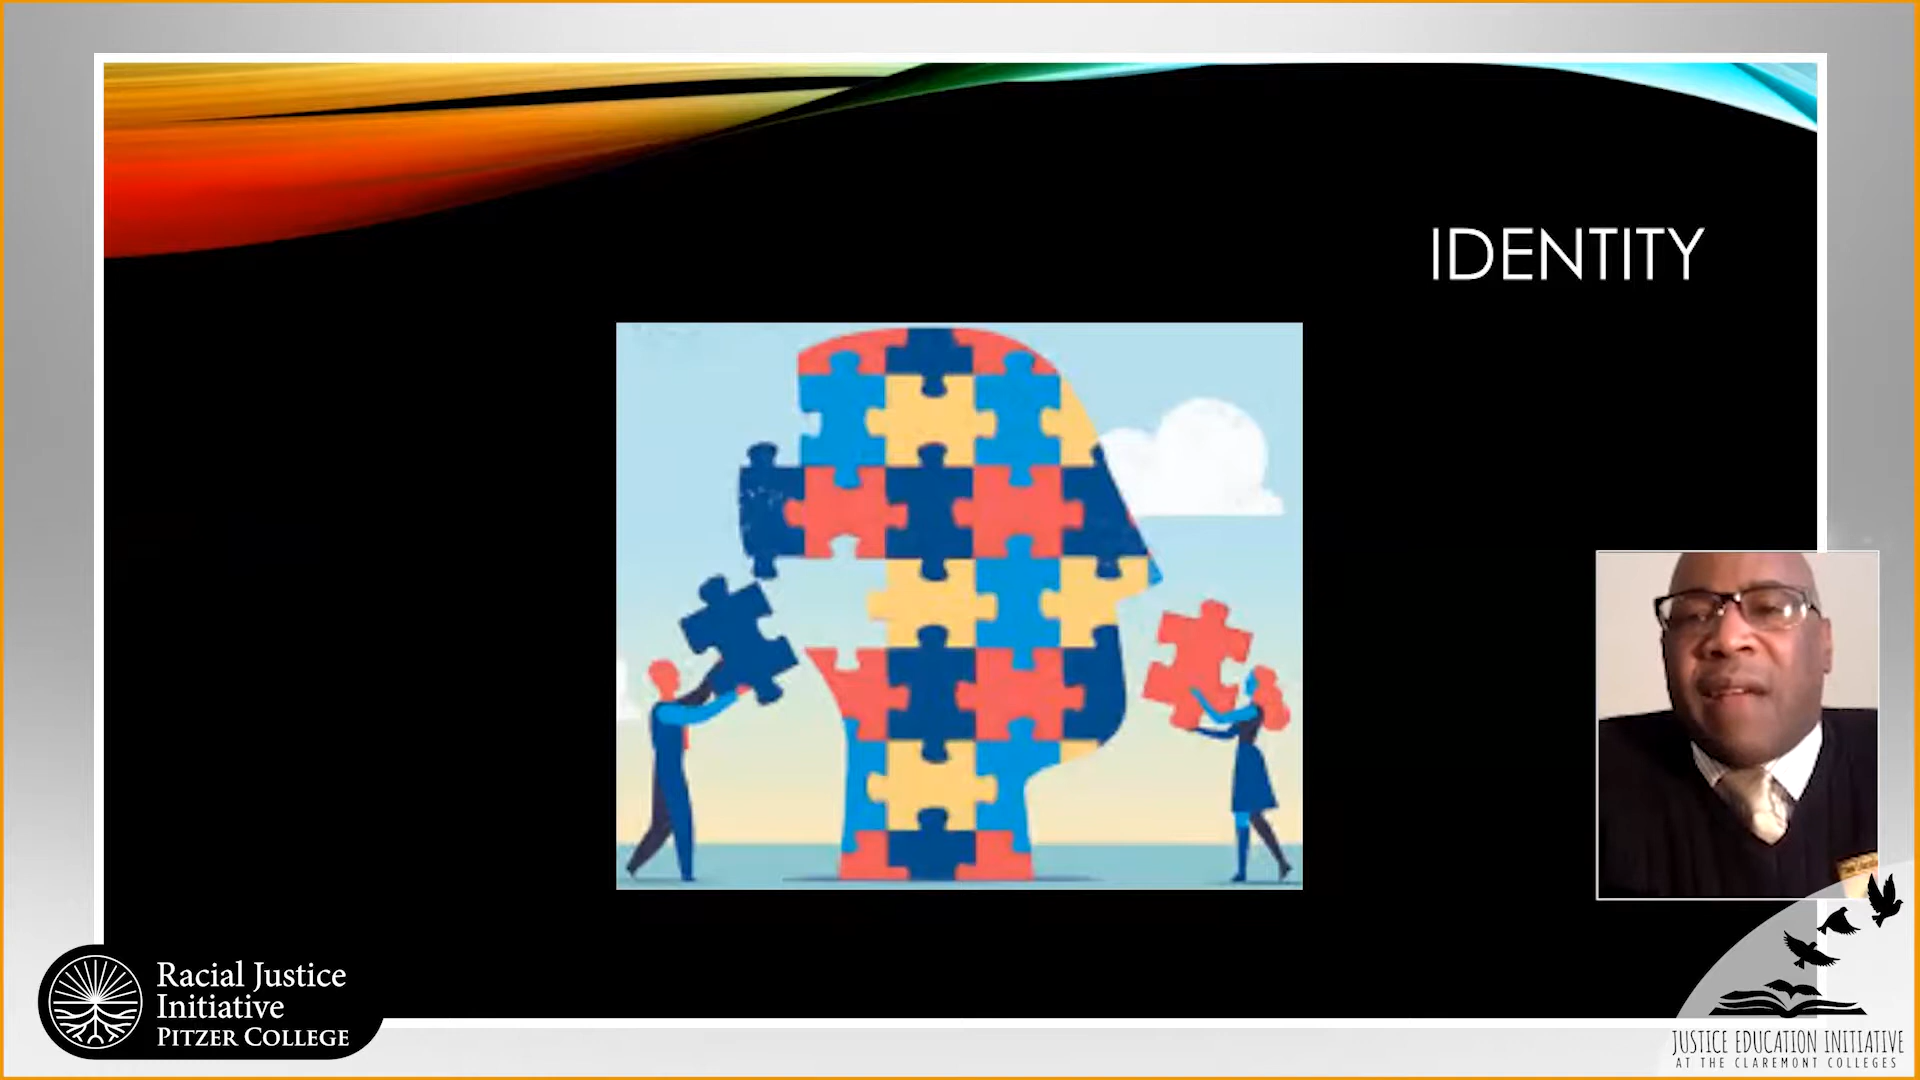 IDENTITY
Racial Justice
Initiative
PITZER COLLEGE
JUSTICE EDUCATION INITIATIVE
AT THE CLAREMONT COLLEGES